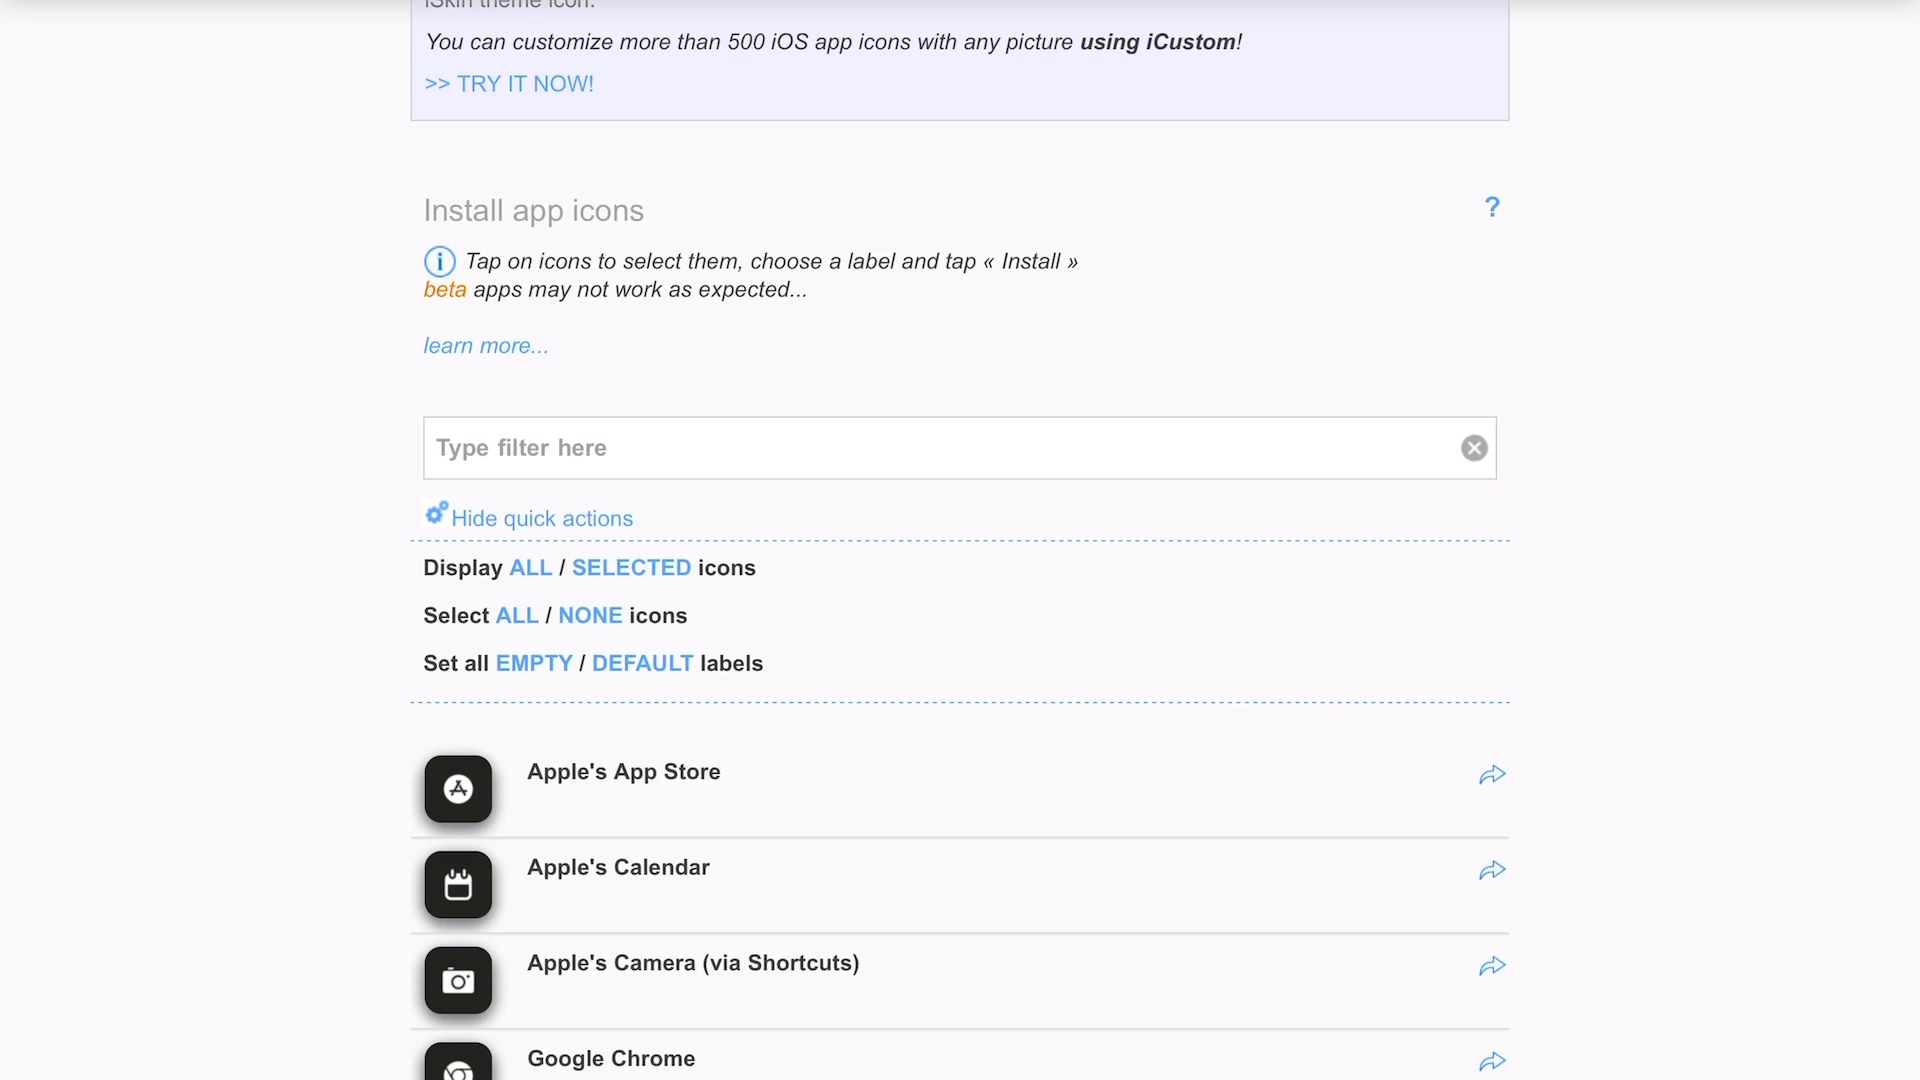 iSkin theme icon.
You can customize more than 500 iOS app icons with any picture using iCustom!
>> TRY IT NOW!
Install app icons
?
Tap on icons to select them, choose a label and tap « Install »
beta apps may not work as expected...
learn more...
Type filter here
Hide quick actions
Display ALL / SELECTED icons
Select ALL / NONE icons
Set all EMPTY / DEFAULT labels
Apple's App Store
Apple's Calendar
Apple's Camera (via Shortcuts)
Google Chrome